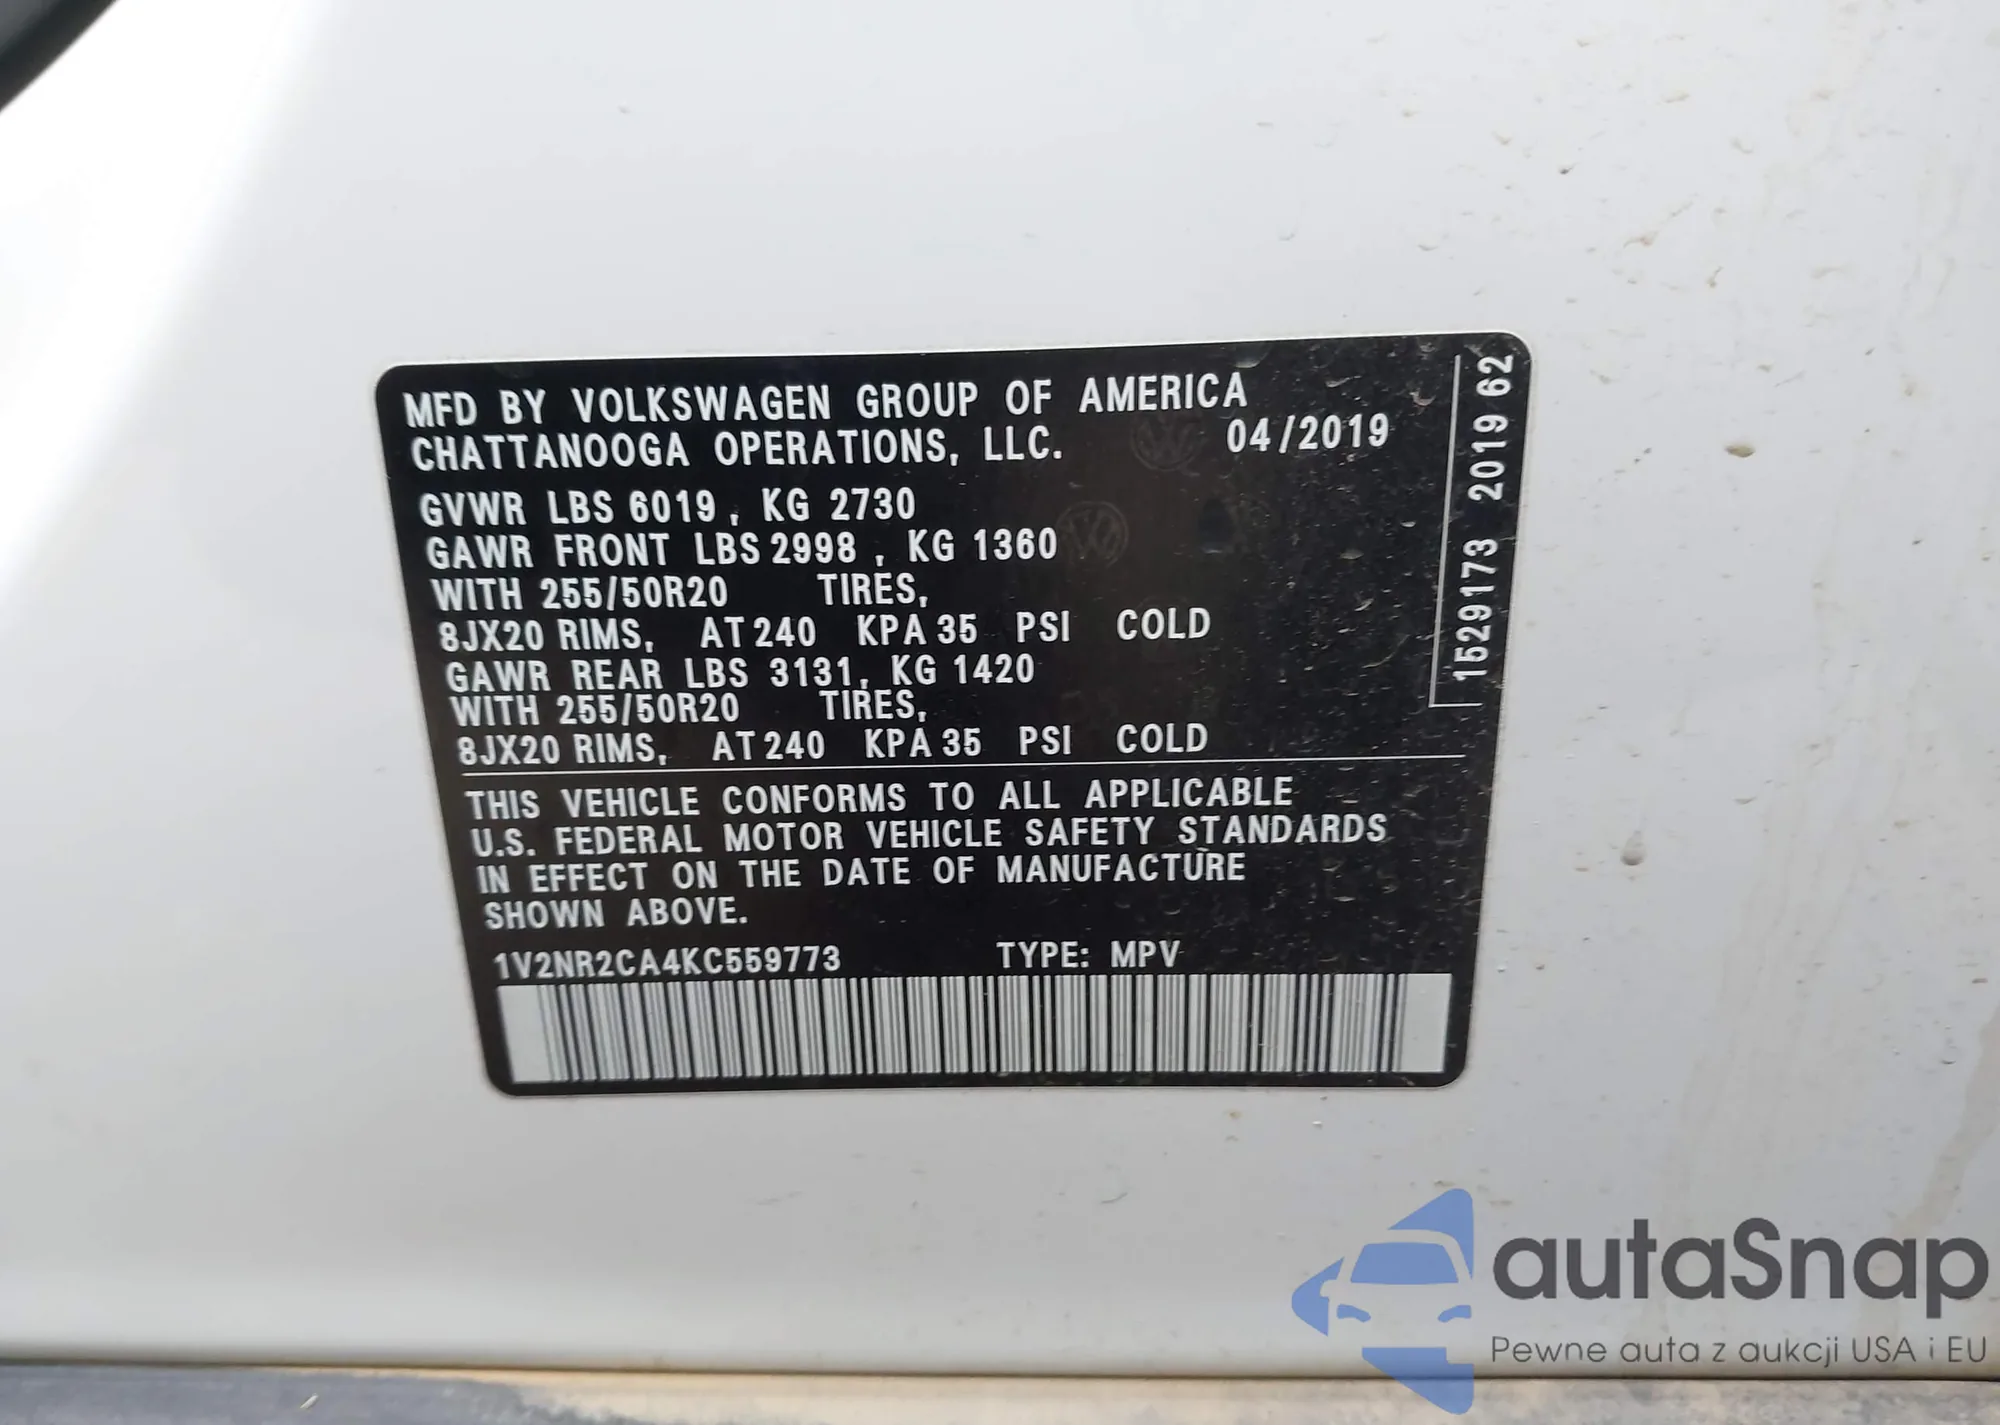 MFD BY VOLKSWAGEN GROUP OF AMERICA
CHATTANOOGA OPERATIONS, LLC. 04/2019
GVWR LBS 6019, KG 2730
GAWR FRONT LBS 2998, KG 1360
WITH 255/50R20 TIRES,
8JX20 RIMS, AT 240 KPA 35 PSI COLD
GAWR REAR LBS 3131, KG 1420
WITH 255/50R20 TIRES,
8JX20 RIMS, AT 240 KPA 35 PSI COLD
THIS VEHICLE CONFORMS TO ALL APPLICABLE
U.S. FEDERAL MOTOR VEHICLE SAFETY STANDARDS
IN EFFECT ON THE DATE OF MANUFACTURE
SHOWN ABOVE.
1V2NR2CA4KC559773 TYPE: MPV
1529173 2019 62
autaSnap
Pewne auta z aukcji USA i EU